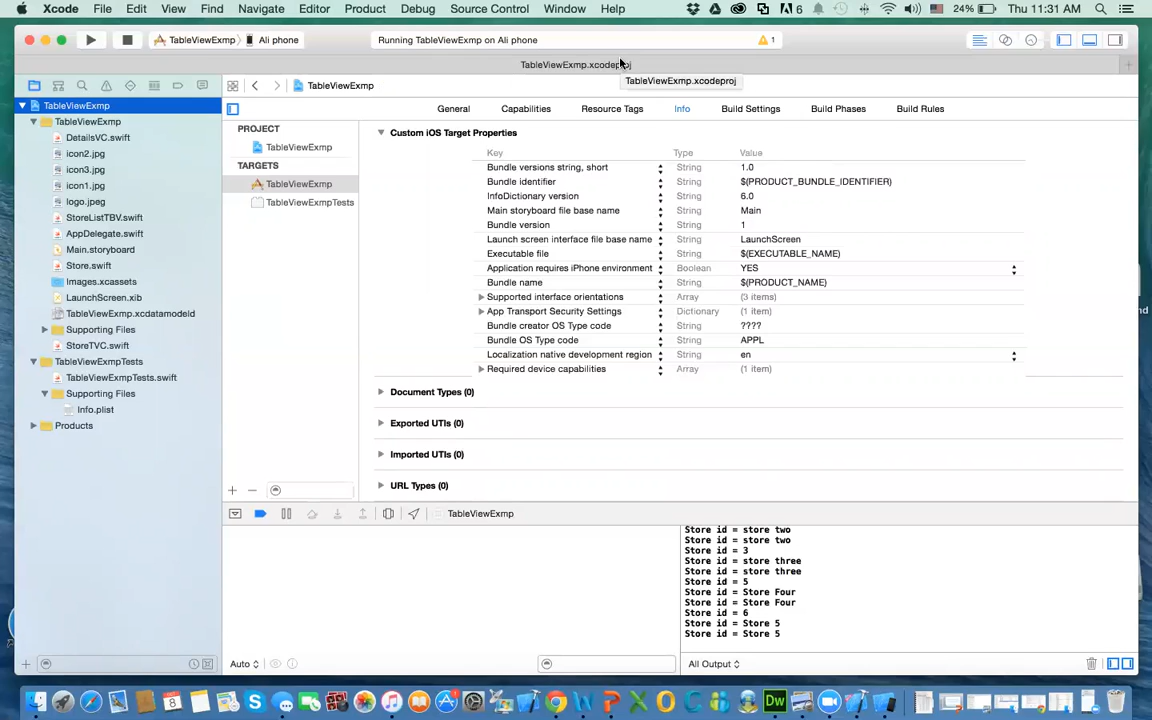 Xcode File Edit View Find Navigate Editor Product Debug Source Control Window Help 6 24% Thu 11:31 AM
TableViewExmp Ali phone Running TableViewExmp on Ali phone 1
TableViewExmp.xcodeproj
TableViewExmp.xcodeproj
TableViewExmp
TableViewExmp
TableViewExmp
DetailsVC.swift
icon2.jpg
icon3.jpg
icon1.jpg
logo.jpeg
StoreListTBV.swift
AppDelegate.swift
Main.storyboard
Store.swift
Images.xcassets
LaunchScreen.xib
TableViewExmp.xcdatamodeld
Supporting Files
StoreTVC.swift
TableViewExmpTests
TableViewExmpTests.swift
Supporting Files
Info.plist
Products
General Capabilities Resource Tags Info Build Settings Build Phases Build Rules
PROJECT
TableViewExmp
TARGETS
TableViewExmp
TableViewExmpTests
Custom iOS Target Properties
Key Type Value
Bundle versions string, short String 1.0
Bundle identifier String $(PRODUCT_BUNDLE_IDENTIFIER)
InfoDictionary version String 6.0
Main storyboard file base name String Main
Bundle version String 1
Launch screen interface file base name String LaunchScreen
Executable file String $(EXECUTABLE_NAME)
Application requires iPhone environment Boolean YES
Bundle name String $(PRODUCT_NAME)
Supported interface orientations Array (3 items)
App Transport Security Settings Dictionary (1 item)
Bundle creator OS Type code String ????
Bundle OS Type code String APPL
Localization native development region String en
Required device capabilities Array (1 item)
Document Types (0)
Exported UTIs (0)
Imported UTIs (0)
URL Types (0)
TableViewExmp
Store id = store two
Store id = store two
Store id = 3
Store id = store three
Store id = store three
Store id = 5
Store id = Store Four
Store id = Store Four
Store id = 6
Store id = Store 5
Store id = Store 5
Auto All Output
nd
8
Dw